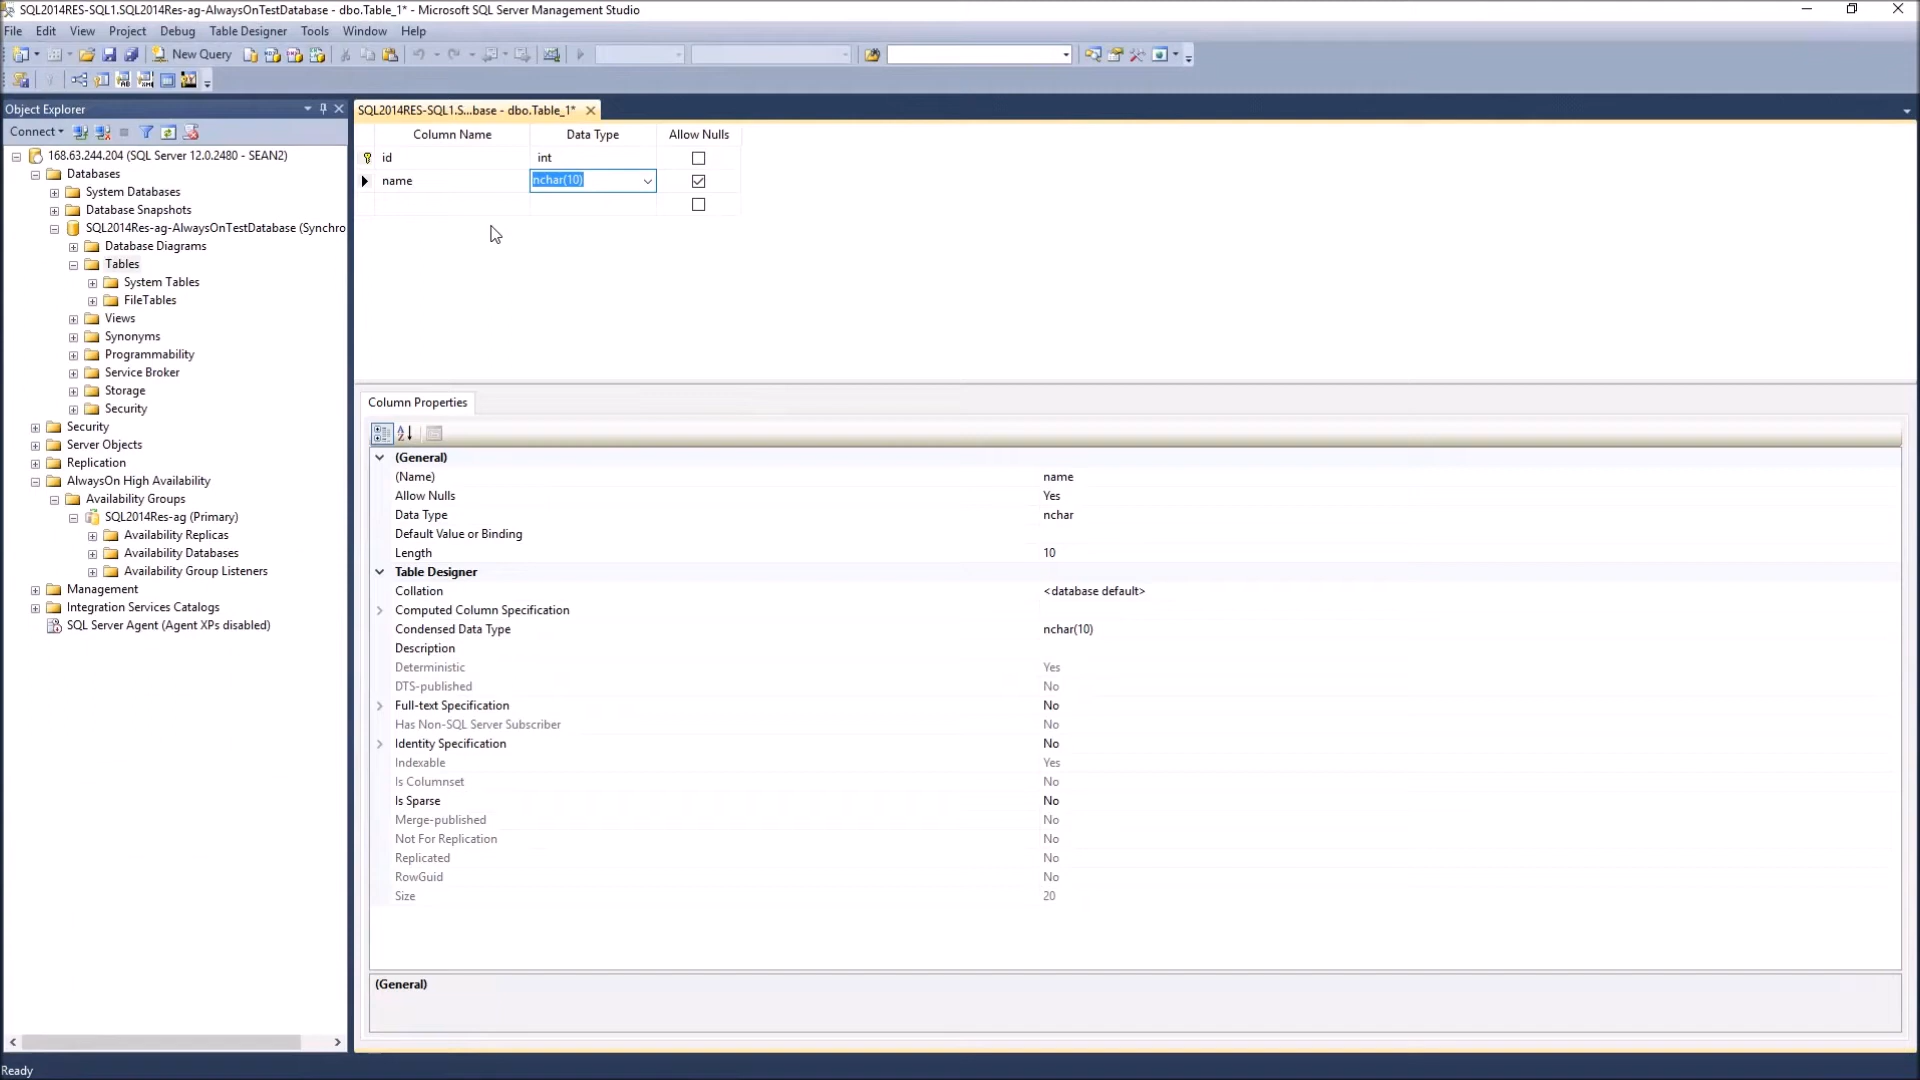 SQL2014RES-SQL1.SQL2014Res-ag-AlwaysOnTestDatabase - dbo.Table_1* - Microsoft SQL Server Management Studio
File Edit View Project Debug Table Designer Tools Window Help
New Query
Object Explorer
SQL2014RES-SQL1.S...base - dbo.Table_1*
Connect
168.63.244.204 (SQL Server 12.0.2480 - SEAN2)
Databases
System Databases
Database Snapshots
SQL2014Res-ag-AlwaysOnTestDatabase (Synchro
Database Diagrams
Tables
System Tables
FileTables
Views
Synonyms
Programmability
Service Broker
Storage
Security
Security
Server Objects
Replication
AlwaysOn High Availability
Availability Groups
SQL2014Res-ag (Primary)
Availability Replicas
Availability Databases
Availability Group Listeners
Management
Integration Services Catalogs
SQL Server Agent (Agent XPs disabled)
Column Name Data Type Allow Nulls
id int
name nchar(10)
Column Properties
(General)
(Name) name
Allow Nulls Yes
Data Type nchar
Default Value or Binding
Length 10
Table Designer
Collation <database default>
Computed Column Specification
Condensed Data Type nchar(10)
Description
Deterministic Yes
DTS-published No
Full-text Specification No
Has Non-SQL Server Subscriber No
Identity Specification No
Indexable Yes
Is Columnset No
Is Sparse No
Merge-published No
Not For Replication No
Replicated No
RowGuid No
Size 20
(General)
Ready